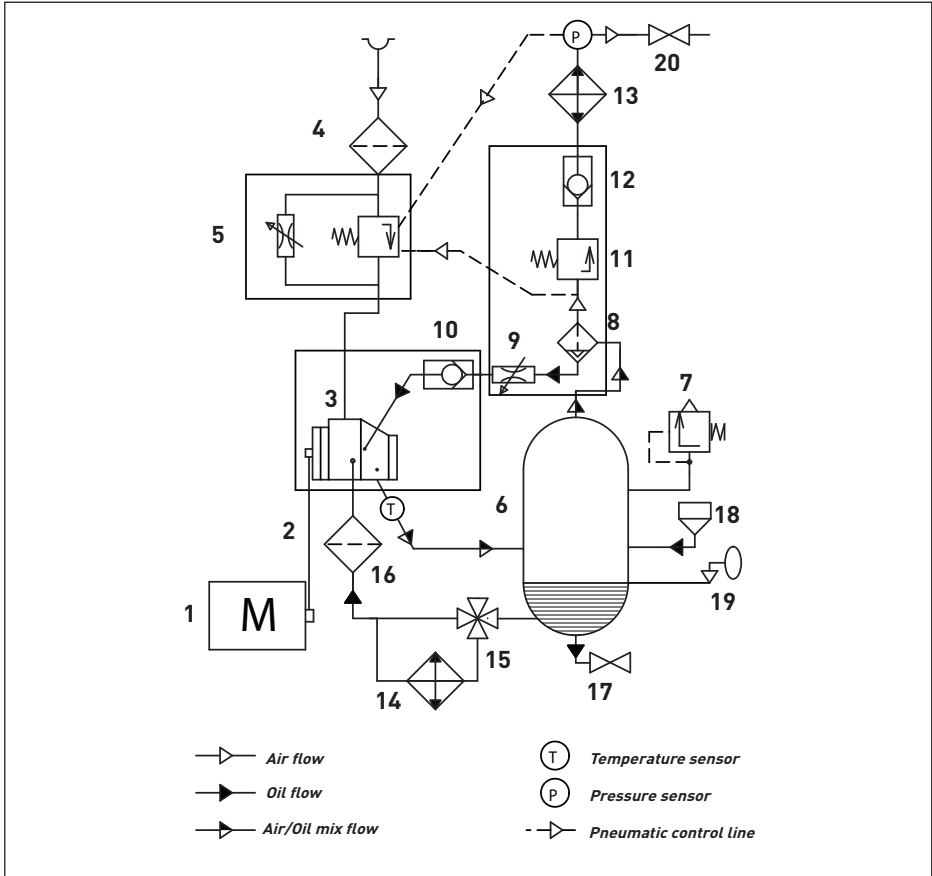 P
20
13
4
12
5
11
8
10
9
7
3
6
18
T
2
16
19
1
M
15
14
17
Air flow
T Temperature sensor
Oil flow
P Pressure sensor
Air/Oil mix flow
Pneumatic control line